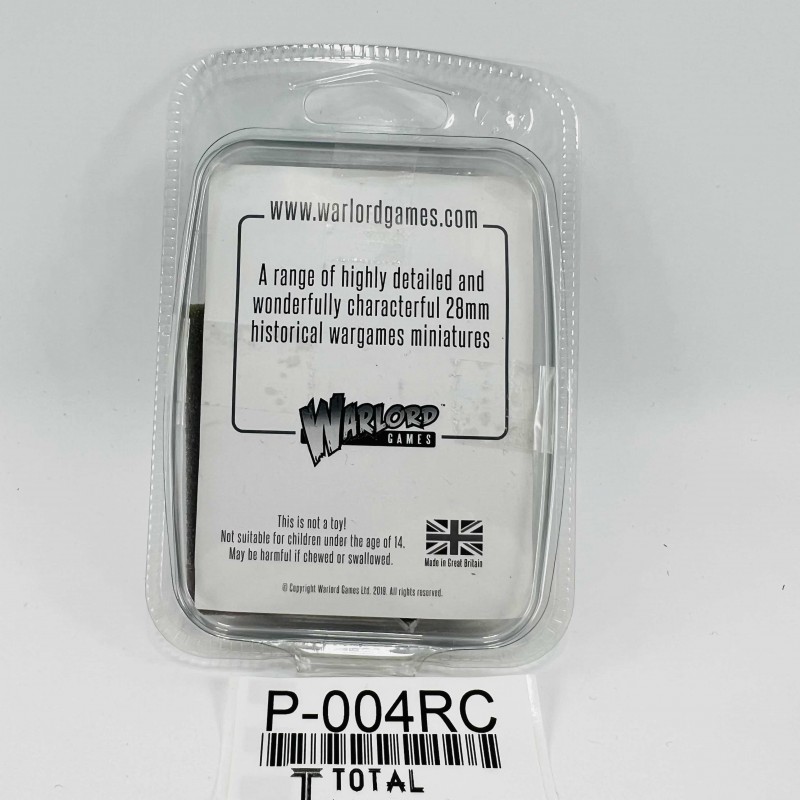 www.warlordgames.com
A range of highly detailed and
wonderfully characterful 28mm
historical wargames miniatures
WARLORD™
GAMES
This is not a toy!
Not suitable for children under the age of 14.
May be harmful if chewed or swallowed.
Made in Great Britain
© Copyright Warlord Games Ltd. 2018. All rights reserved.
P-004RC
TOTAL